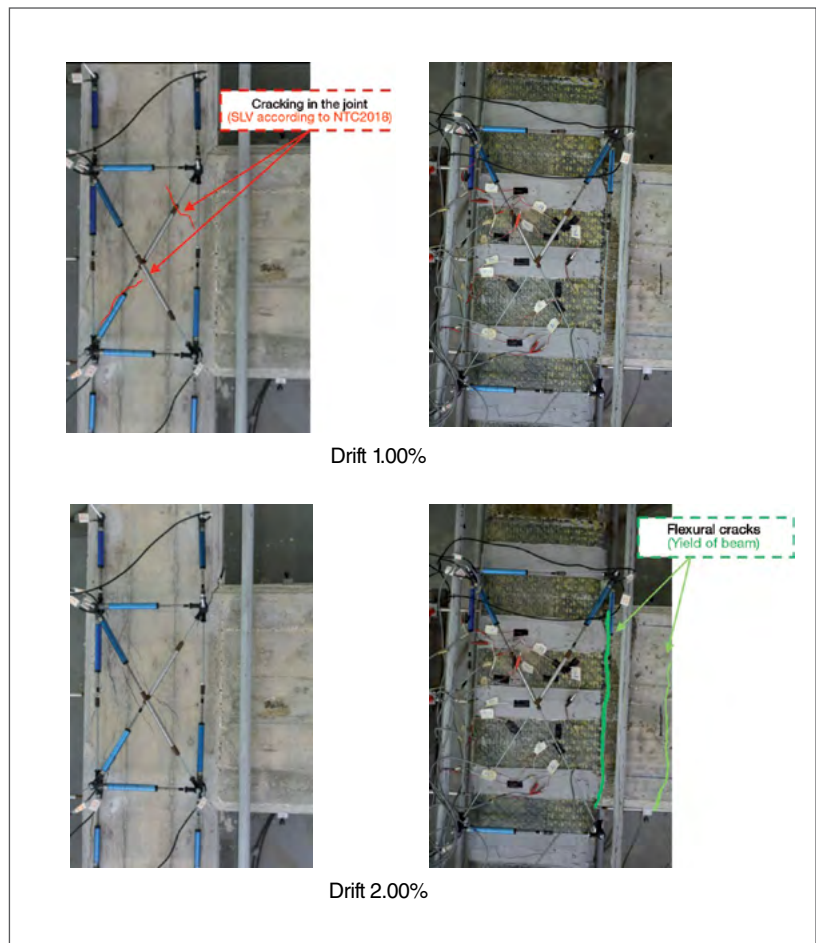 Cracking in the joint
(SLV according to NTC2018)
Drift 1.00%
Flexural cracks
(Yield of beam)
Drift 2.00%